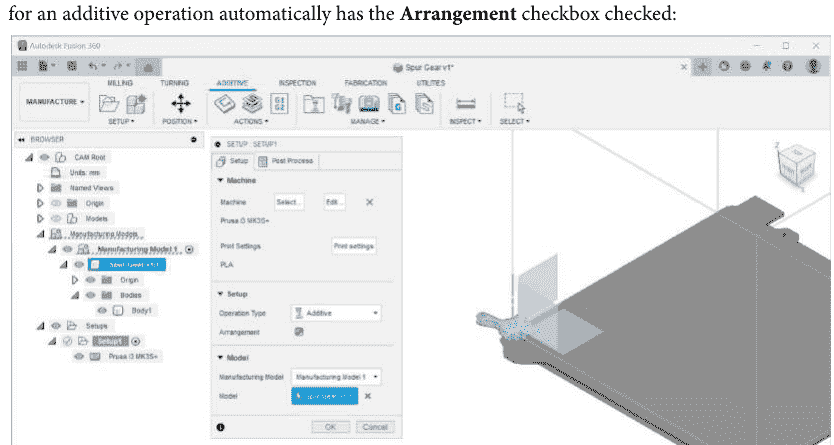 for an additive operation automatically has the Arrangement checkbox checked:
Autodesk Fusion 360
Spur Gear v1*
MILLING TURNING ADDITIVE INSPECTION FABRICATION UTILITIES
MANUFACTURE
G1
G2
G
SETUP POSITION ACTIONS MANAGE INSPECT SELECT
BROWSER
CAM Root
Units: mm
Named Views
Origin
Models
Manufacturing Models
Manufacturing Model 1
Origin
Bodies
Body1
Setups
Setup1
Prusa i3 MK3S+
SETUP : SETUP1
Setup Post Process
Machine
Machine Select... Edit...
Prusa i3 MK3S+
Print Settings Print settings
PLA
Setup
Operation Type Additive
Arrangement
Model
Manufacturing Model Manufacturing Model 1
Model
OK Cancel
Z
X